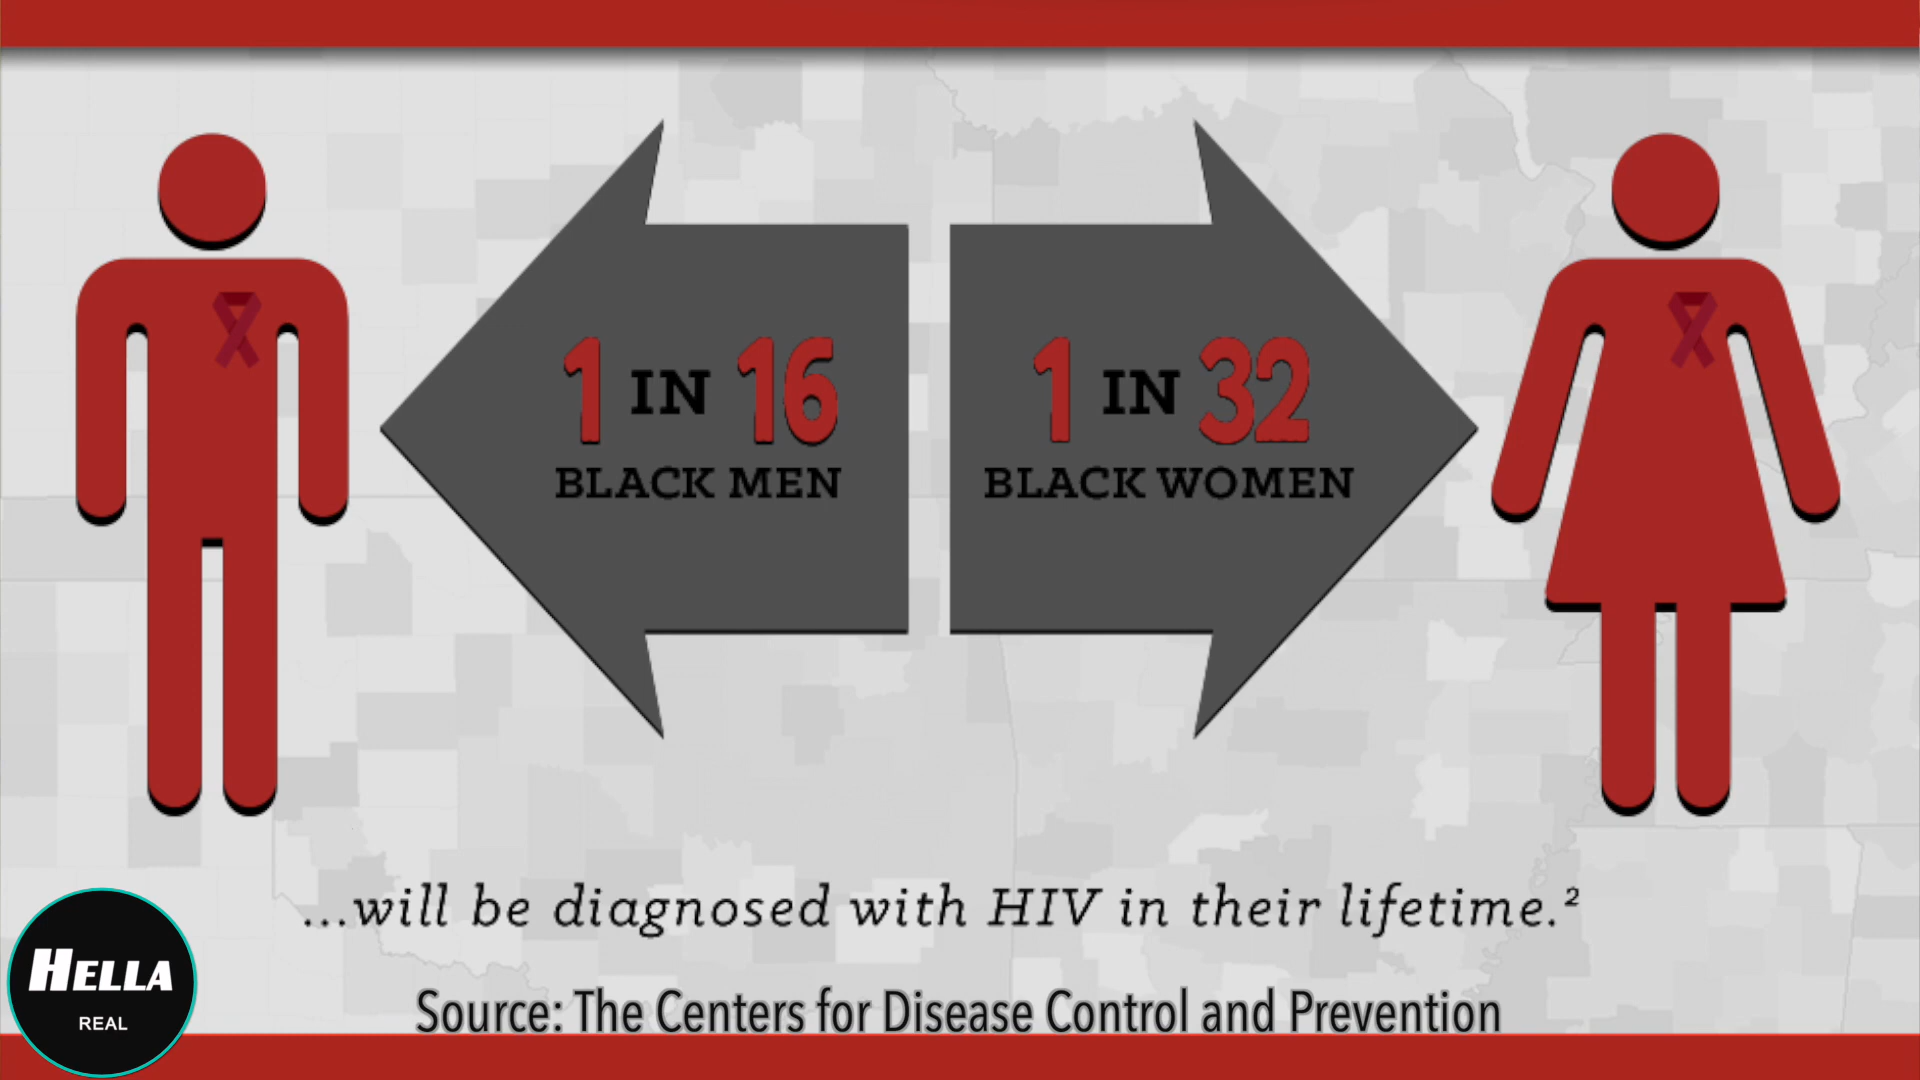 1 IN 16
BLACK MEN
1 IN 32
BLACK WOMEN
...will be diagnosed with HIV in their lifetime.²
Source: The Centers for Disease Control and Prevention
HELLA
REAL